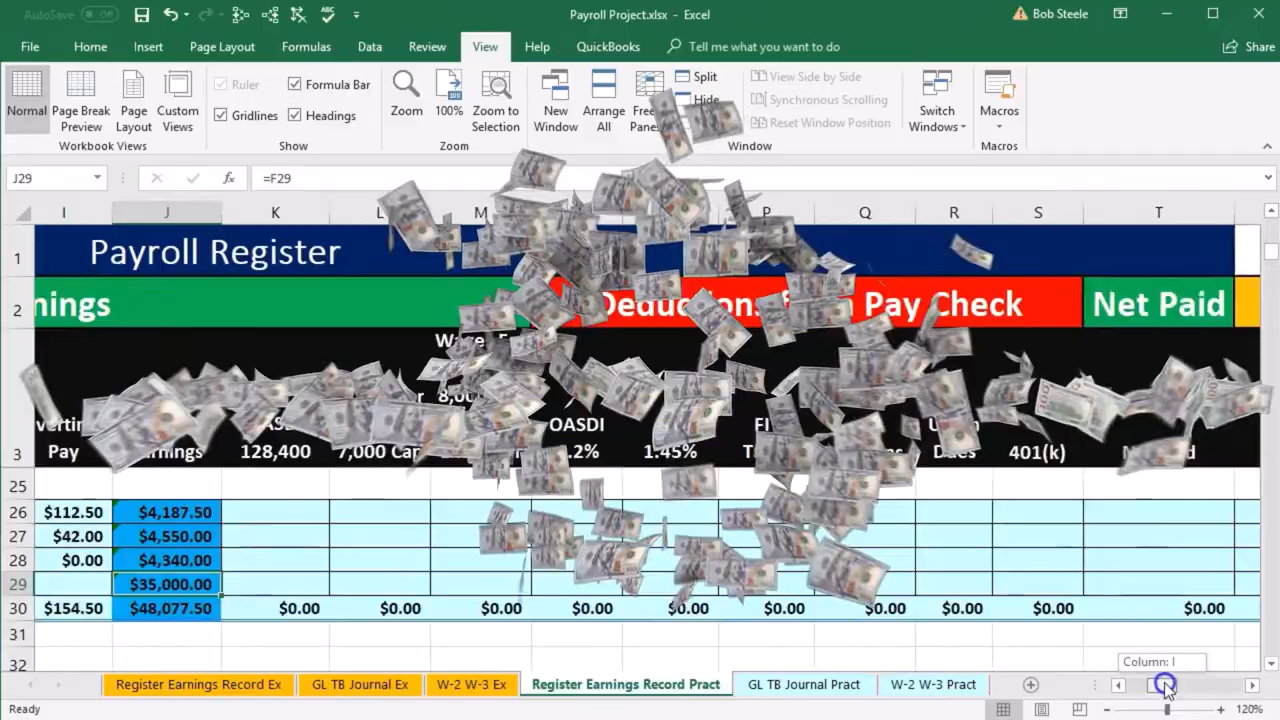 AutoSave Off
Payroll Project.xlsx - Excel
Bob Steele
File Home Insert Page Layout Formulas Data Review View Help QuickBooks Tell me what you want to do Share
Normal
Page Break Preview
Page Layout
Custom Views
Workbook Views
Ruler Formula Bar
Gridlines Headings
Show
Zoom
100%
Zoom to Selection
Zoom
New Window
Arrange All
Split
Hide
View Side by Side
Synchronous Scrolling
Reset Window Position
Window
Switch Windows
Macros
Macros
J29 fx =F29
I J K L M P Q R S T
1 Payroll Register
2 nings Pay Check Net Paid
OASDI
3 Pay 128,400 1.45% 401(k)
25
26 $112.50 $4,187.50
27 $42.00 $4,550.00
28 $0.00 $4,340.00
29 $35,000.00
30 $154.50 $48,077.50 $0.00 $0.00 $0.00 $0.00 $0.00 $0.00 $0.00 $0.00 $0.00 $0.00
31
32
Column: I
Register Earnings Record Ex GL TB Journal Ex W-2 W-3 Ex Register Earnings Record Pract GL TB Journal Pract W-2 W-3 Pract
Ready 120%